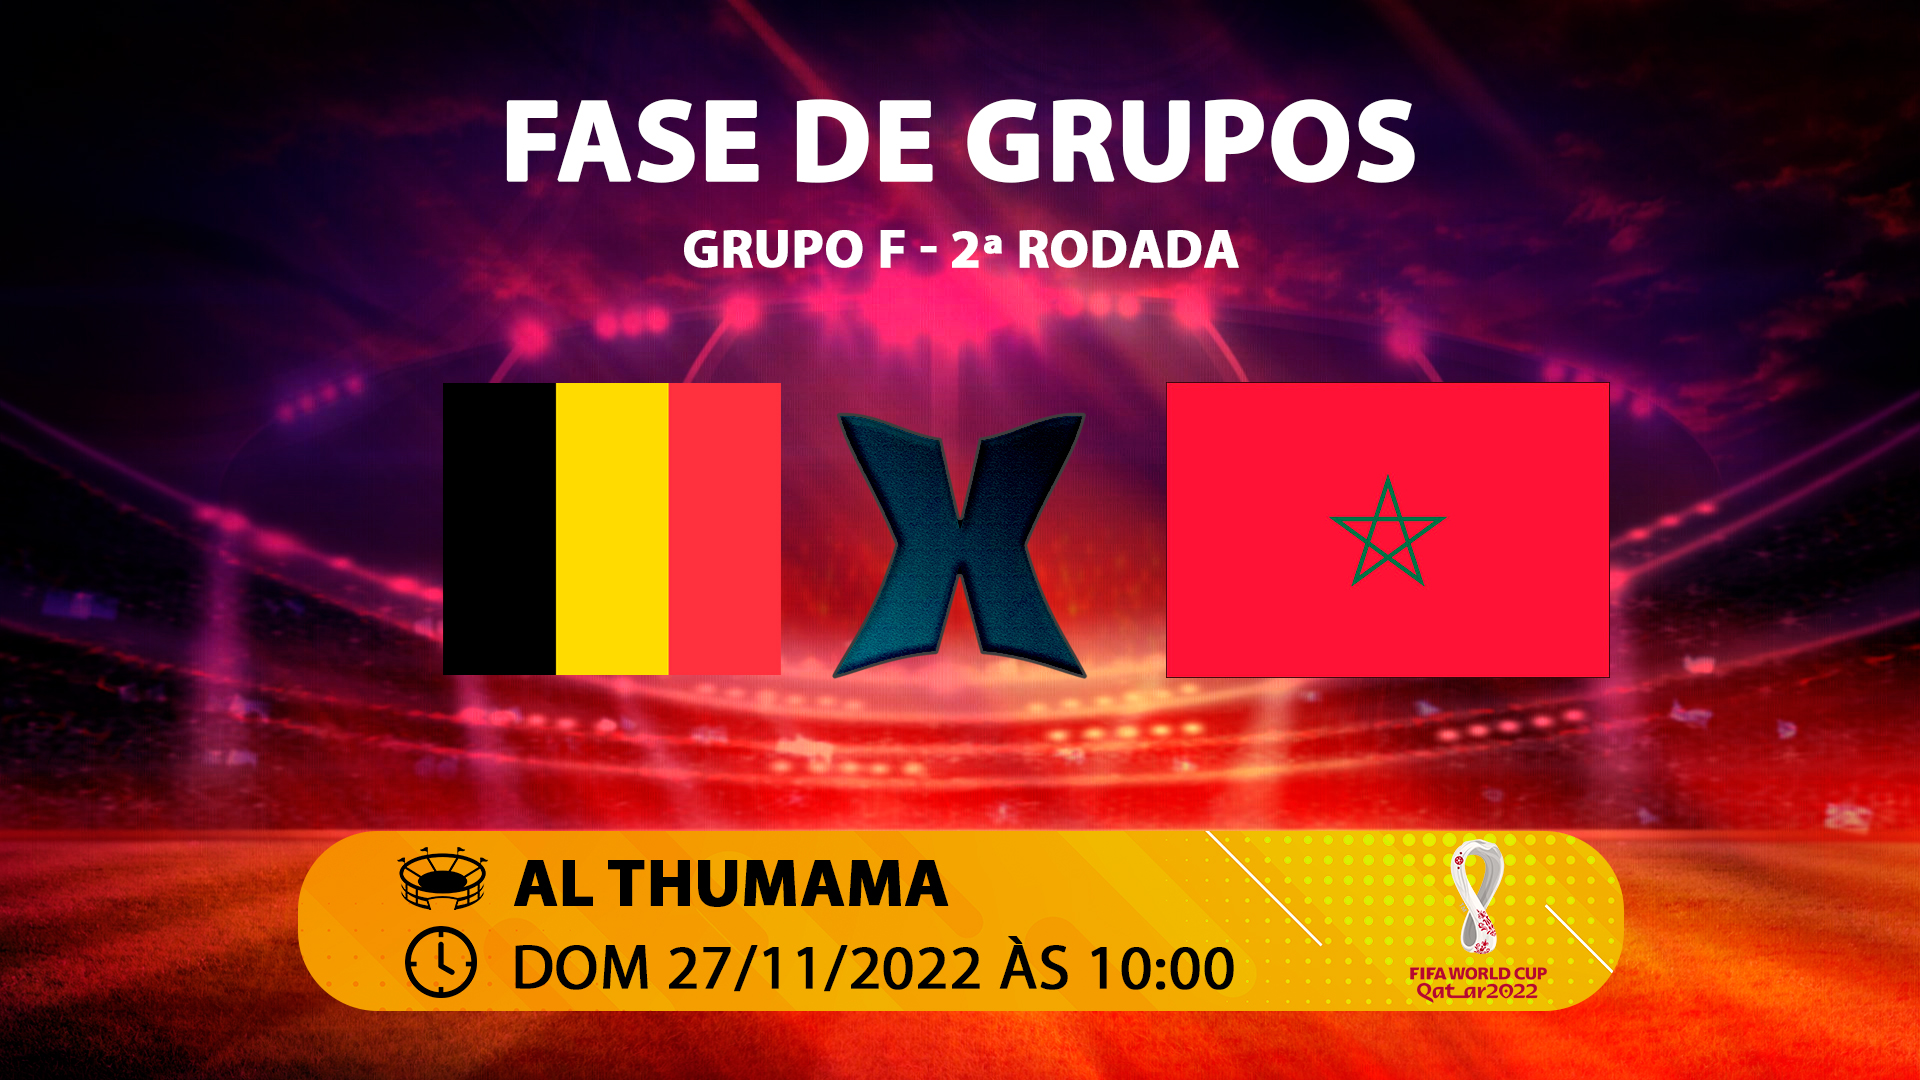 FASE DE GRUPOS
GRUPO F - 2ª RODADA
X
AL THUMAMA
DOM 27/11/2022 ÀS 10:00
FIFA WORLD CUP
Qatar2022